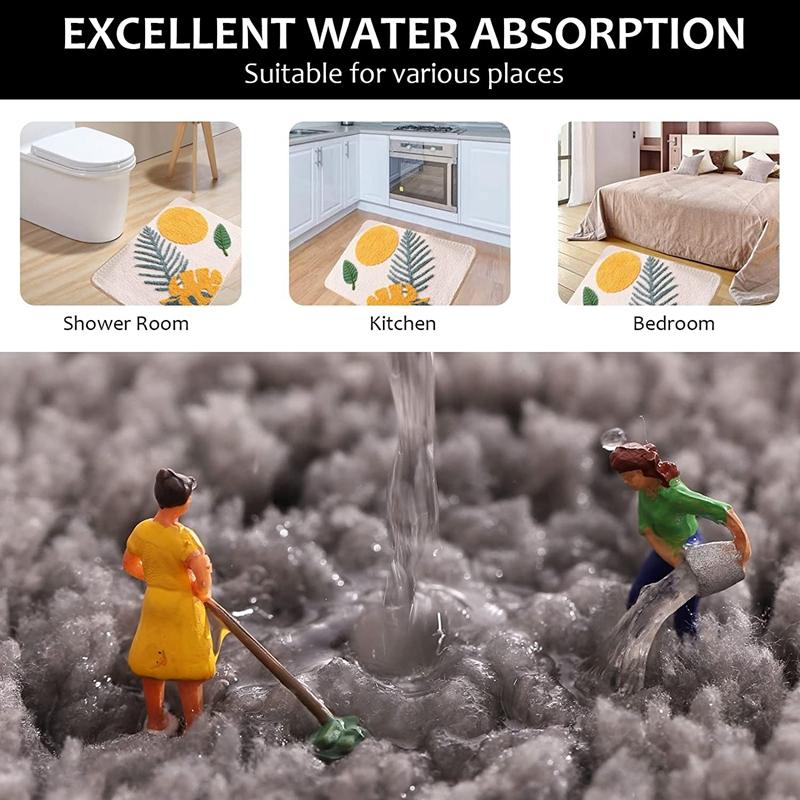 EXCELLENT WATER ABSORPTION
Suitable for various places
Shower Room
Kitchen
Bedroom